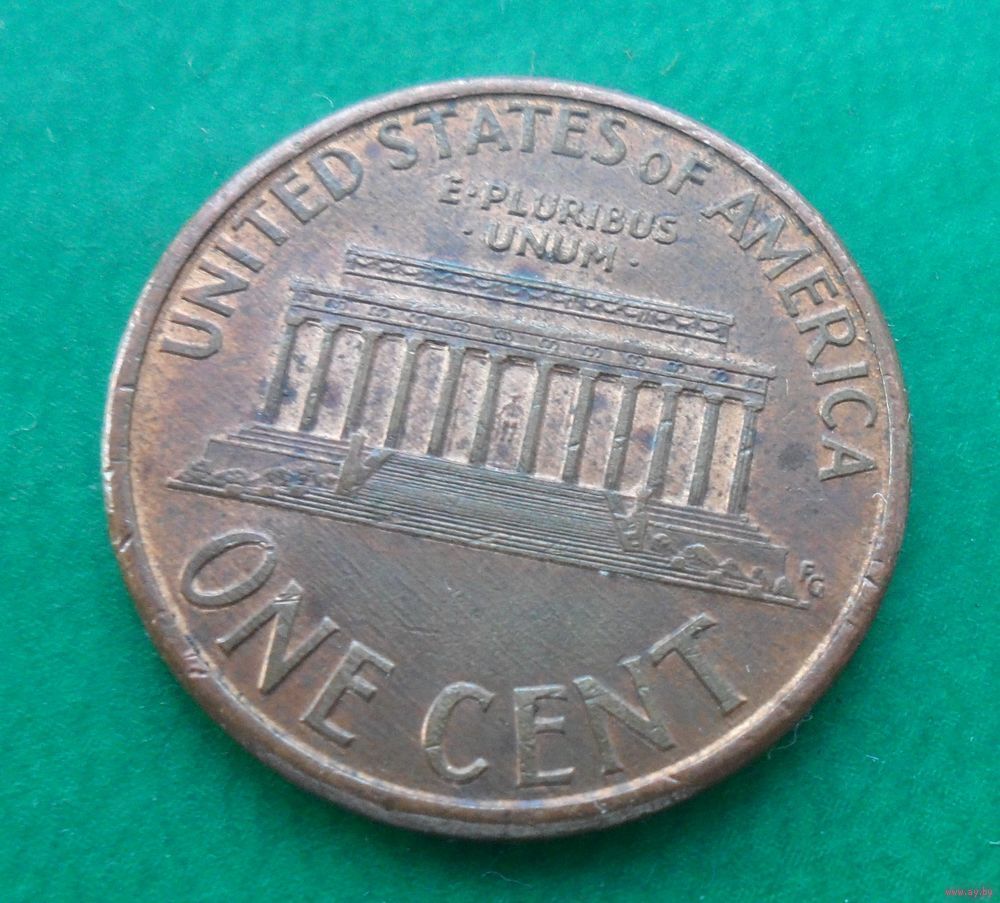 UNITED STATES OF AMERICA
E·PLURIBUS
·UNUM·
FG
ONE CENT
www.ay.by